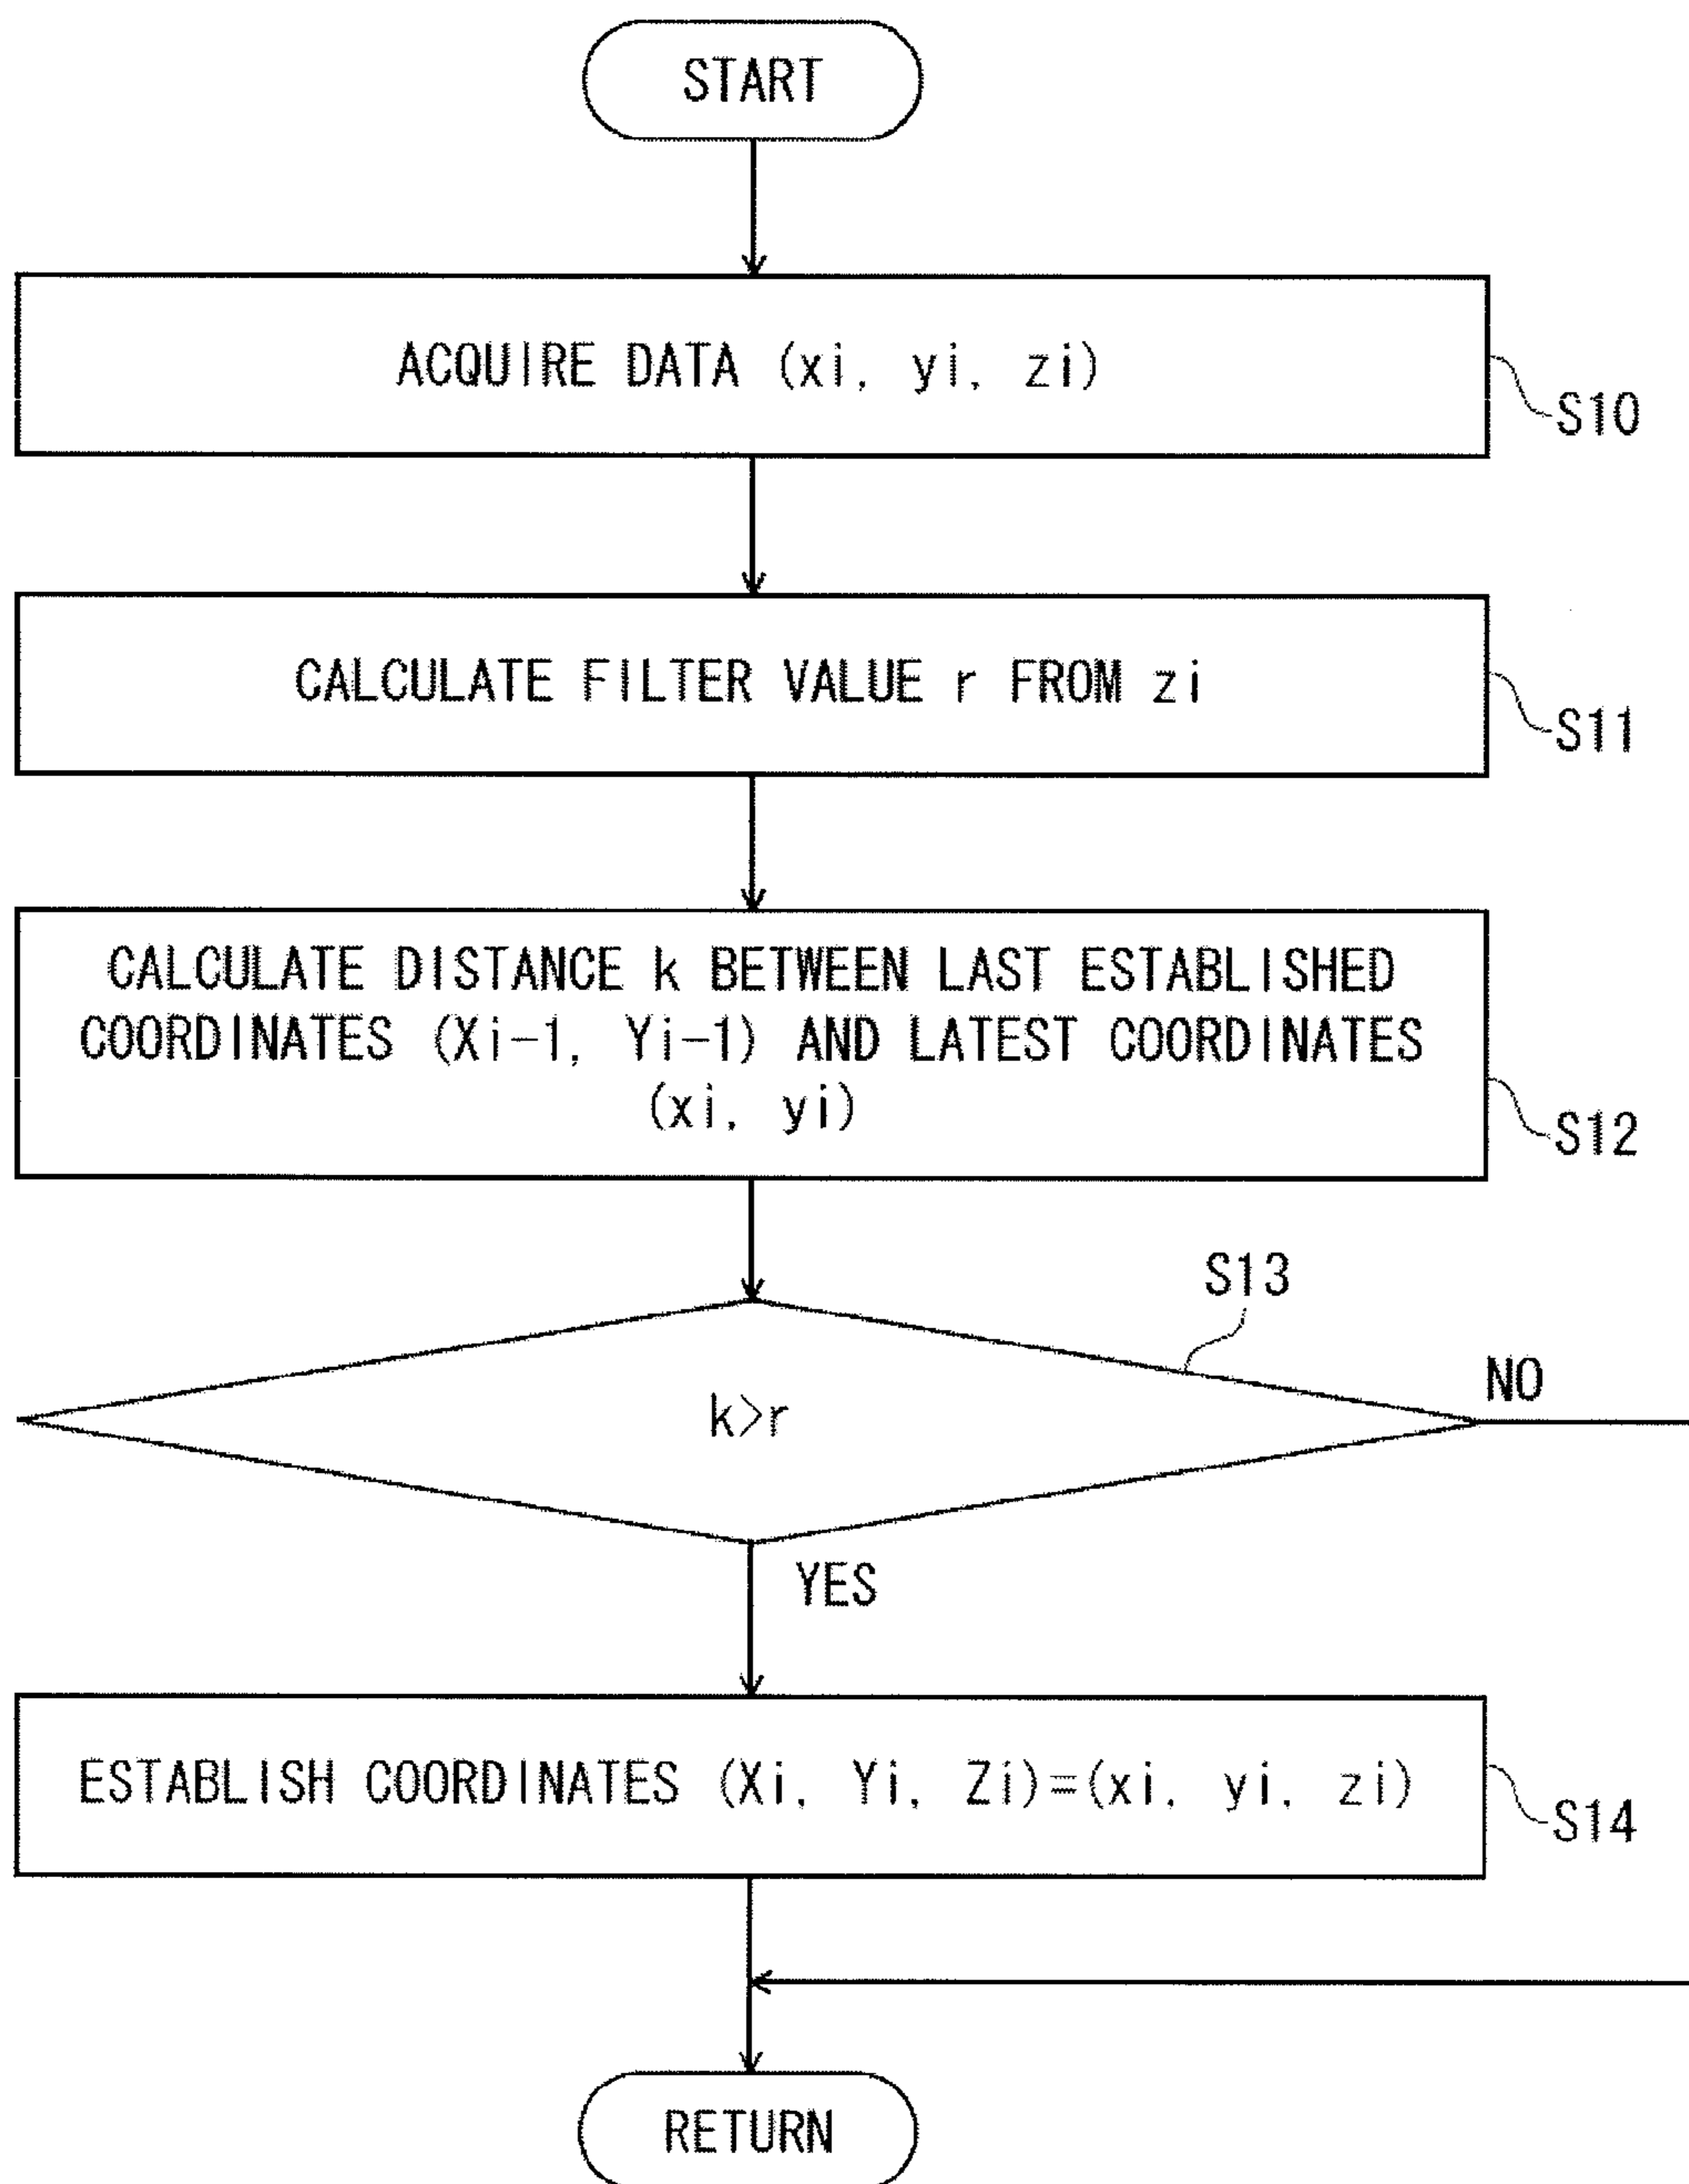 START
ACQUIRE DATA (xi, yi, zi)
S10
CALCULATE FILTER VALUE r FROM zi
S11
CALCULATE DISTANCE k BETWEEN LAST ESTABLISHED
COORDINATES (Xi-1, Yi-1) AND LATEST COORDINATES
(xi, yi)
S12
S13
k>r
NO
YES
ESTABLISH COORDINATES (Xi, Yi, Zi)=(xi, yi, zi)
S14
RETURN